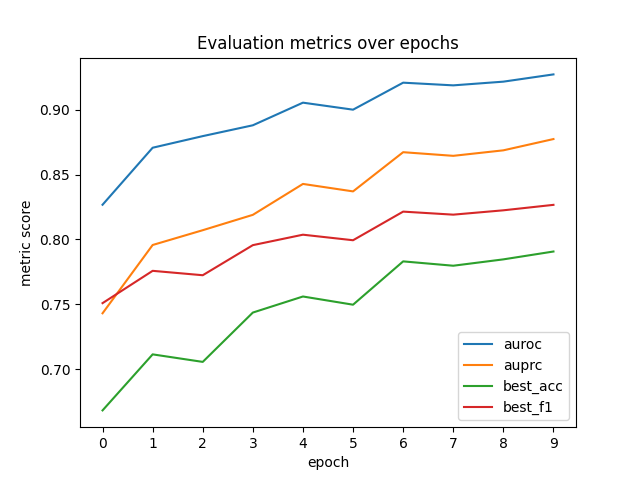 Evaluation metrics over epochs
metric score
0.90
0.85
0.80
0.75
0.70
auroc
auprc
best_acc
best_f1
0 1 2 3 4 5 6 7 8 9
epoch